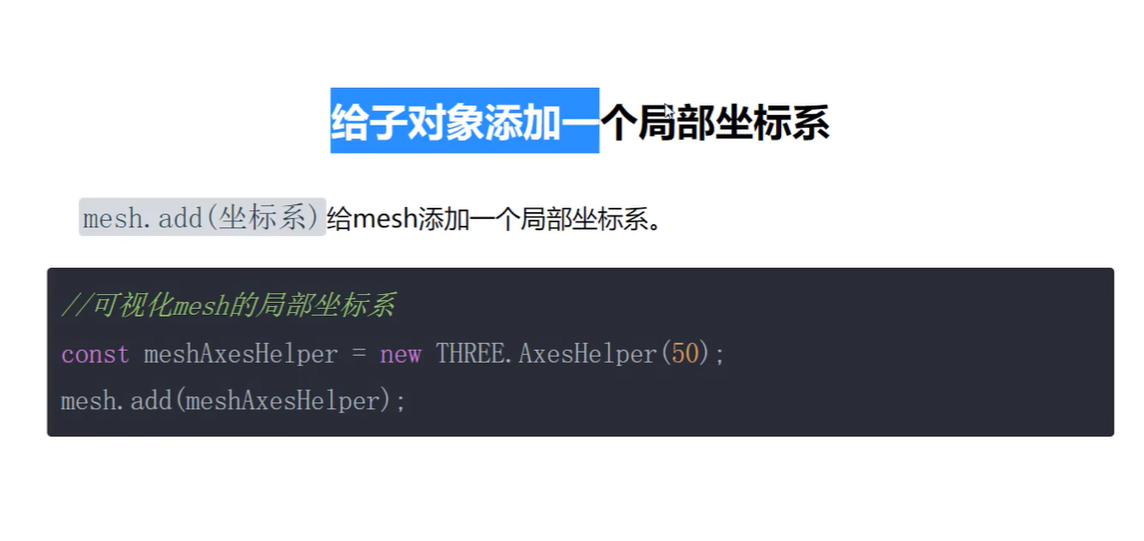 给子对象添加一个局部坐标系
mesh.add(坐标系)给mesh添加一个局部坐标系。
//可视化mesh的局部坐标系
const meshAxesHelper = new THREE.AxesHelper(50);
mesh.add(meshAxesHelper);